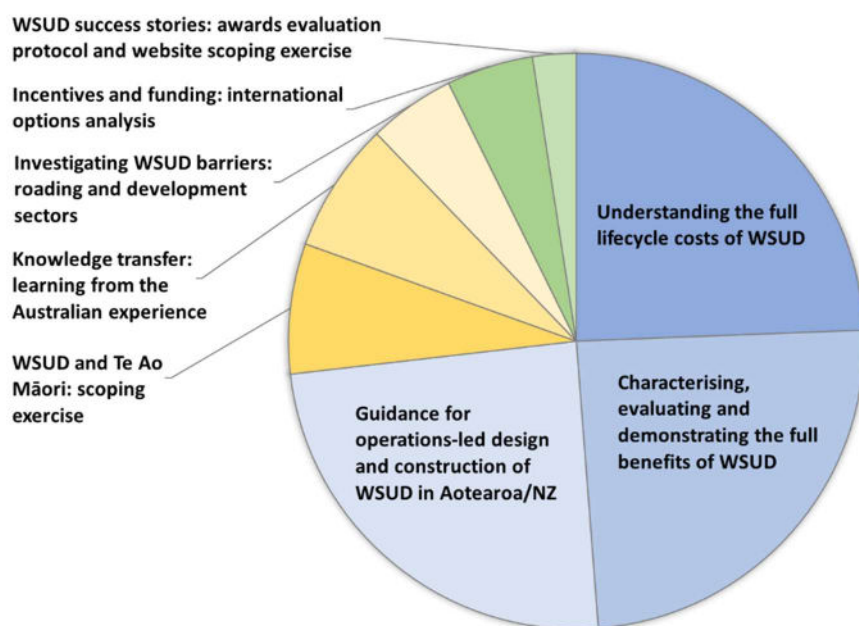 WSUD success stories: awards evaluation
protocol and website scoping exercise
Incentives and funding: international
options analysis
Investigating WSUD barriers:
roading and development
sectors
Knowledge transfer:
learning from the
Australian experience
WSUD and Te Ao
Māori: scoping
exercise
Understanding the full
lifecycle costs of WSUD
Characterising,
evaluating and
demonstrating the full
benefits of WSUD
Guidance for
operations-led design
and construction of
WSUD in Aotearoa/NZ